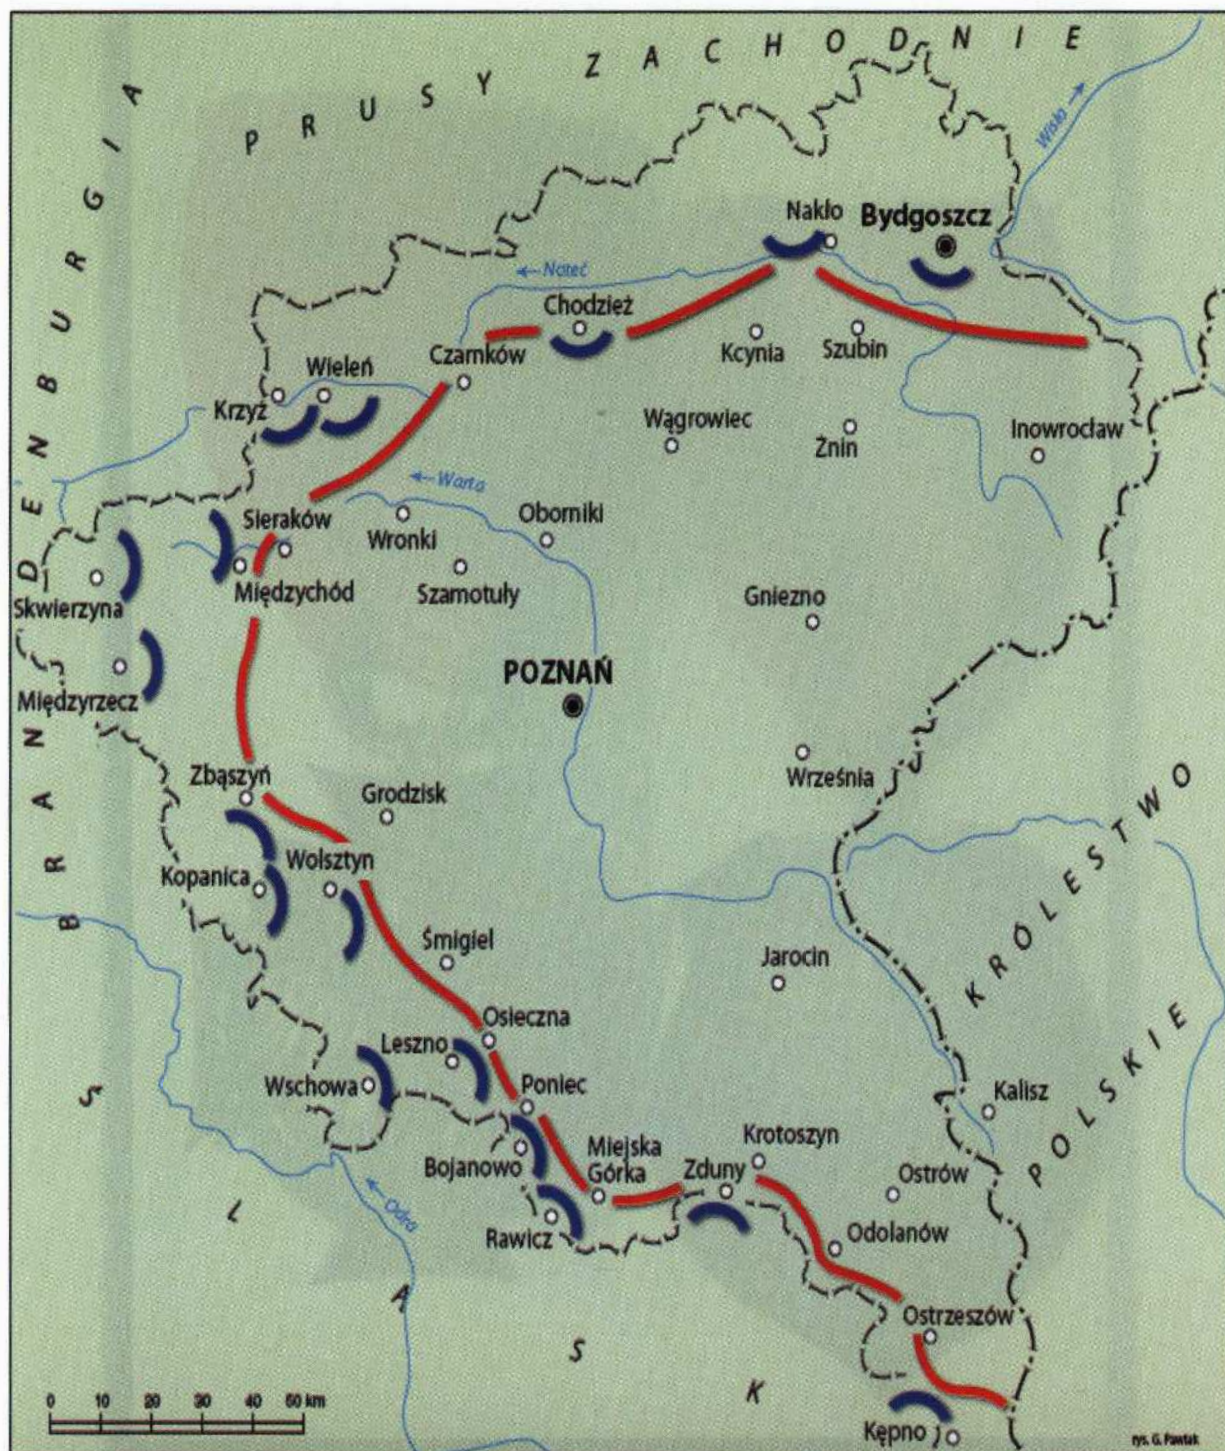 PRUSY ZACHODNIE
BRANDENBURGIA
Wisła →
Nakło
Bydgoszcz
← Noteć
Chodzież
Czarnków
Kcynia
Szubin
Wieleń
Krzyż
Wągrowiec
Żnin
Inowrocław
← Warta
Sieraków
Wronki
Oborniki
Międzychód
Szamotuły
Skwierzyna
Gniezno
POZNAŃ
Międzyrzecz
Zbąszyń
Grodzisk
Września
KRÓLESTWO
POLSKIE
Wolsztyn
Kopanica
Śmigiel
Jarocin
Osieczna
Leszno
Wschowa
Poniec
Kalisz
Bojanowo
Miejska
Górka
Krotoszyn
Zduny
Ostrów
Rawicz
Odolanów
← Odra
ŚLĄSK
Ostrzeszów
Kępno
0 10 20 30 40 50 km
rys. G. Pawlak